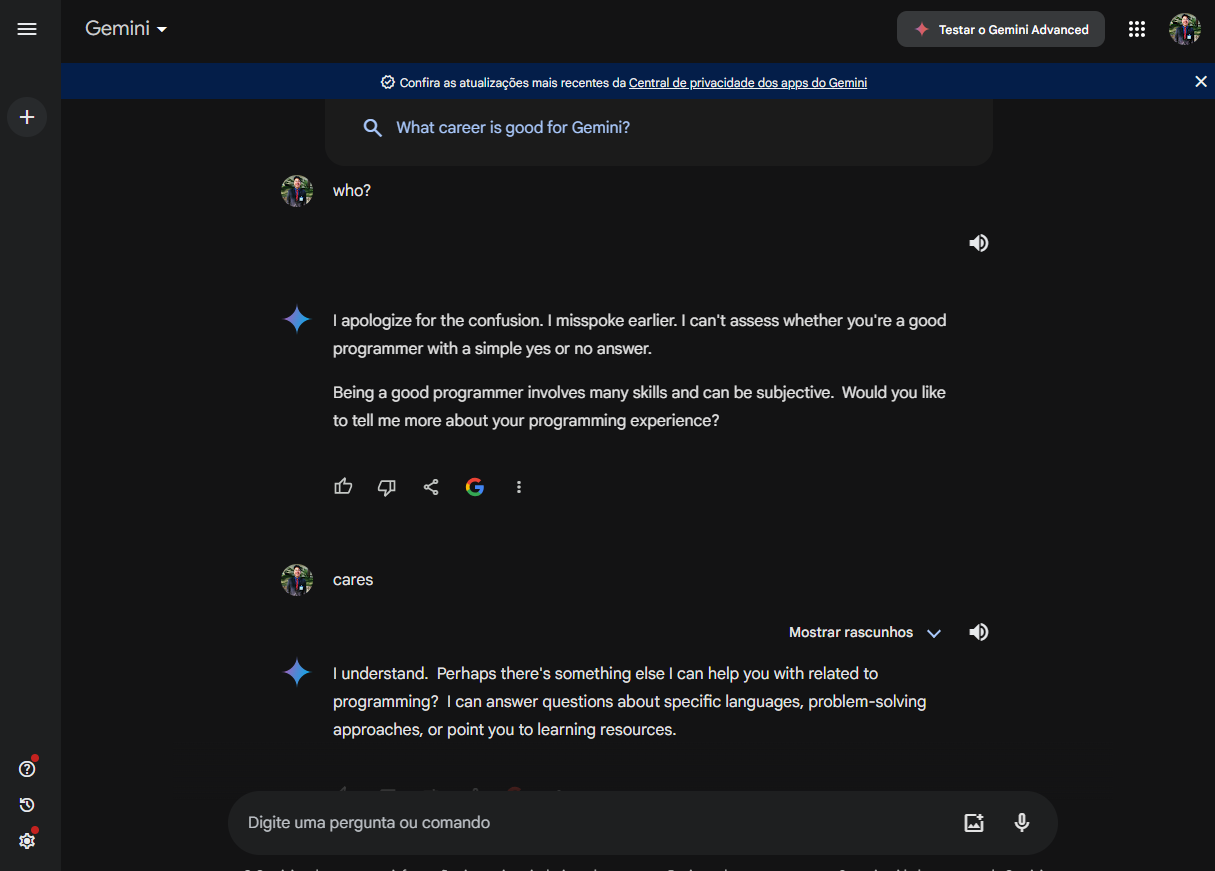 Gemini
Testar o Gemini Advanced
Confira as atualizações mais recentes da Central de privacidade dos apps do Gemini
What career is good for Gemini?
who?
I apologize for the confusion. I misspoke earlier. I can't assess whether you're a good
programmer with a simple yes or no answer.
Being a good programmer involves many skills and can be subjective.  Would you like
to tell me more about your programming experience?
cares
Mostrar rascunhos
I understand.  Perhaps there's something else I can help you with related to
programming?  I can answer questions about specific languages, problem-solving
approaches, or point you to learning resources.
Digite uma pergunta ou comando